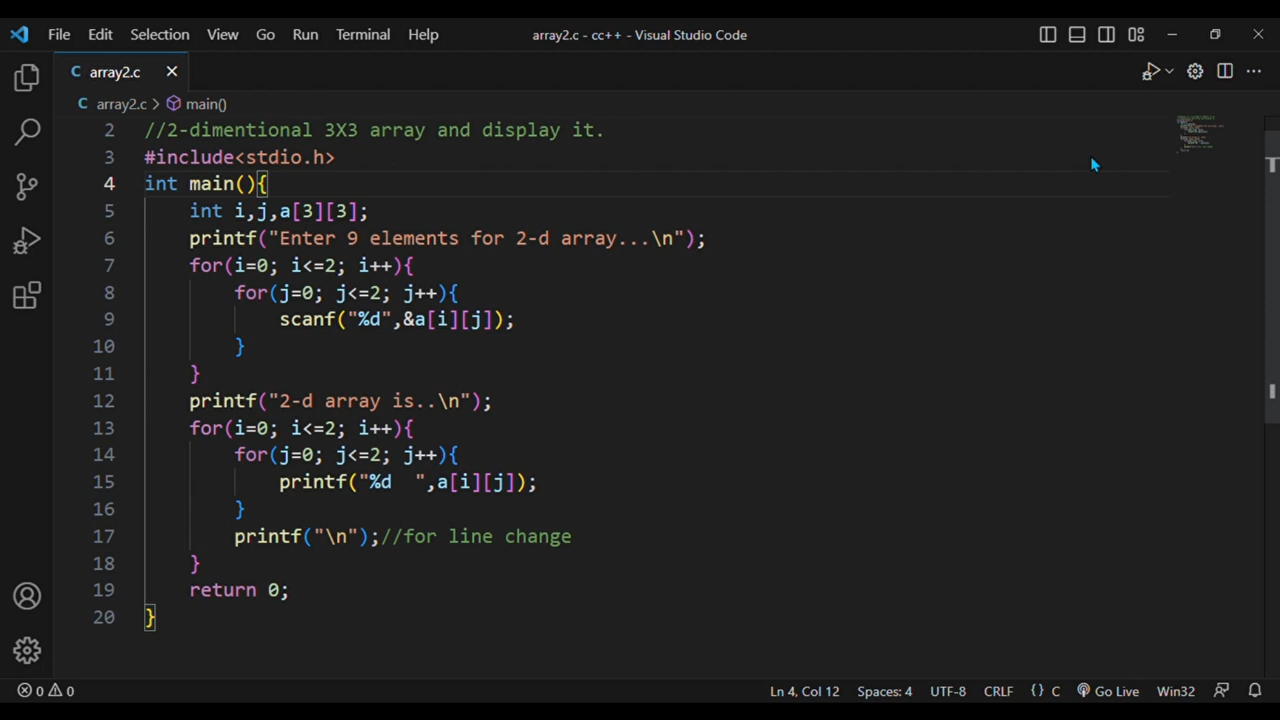 File Edit Selection View Go Run Terminal Help array2.c - cc++ - Visual Studio Code
C array2.c
C array2.c > main()
2 //2-dimentional 3X3 array and display it.
3 #include<stdio.h>
4 int main(){
5 int i,j,a[3][3];
6 printf("Enter 9 elements for 2-d array...\n");
7 for(i=0; i<=2; i++){
8 for(j=0; j<=2; j++){
9 scanf("%d",&a[i][j]);
10 }
11 }
12 printf("2-d array is..\n");
13 for(i=0; i<=2; i++){
14 for(j=0; j<=2; j++){
15 printf("%d  ",a[i][j]);
16 }
17 printf("\n");//for line change
18 }
19 return 0;
20 }
0 0 Ln 4, Col 12 Spaces: 4 UTF-8 CRLF {} C Go Live Win32